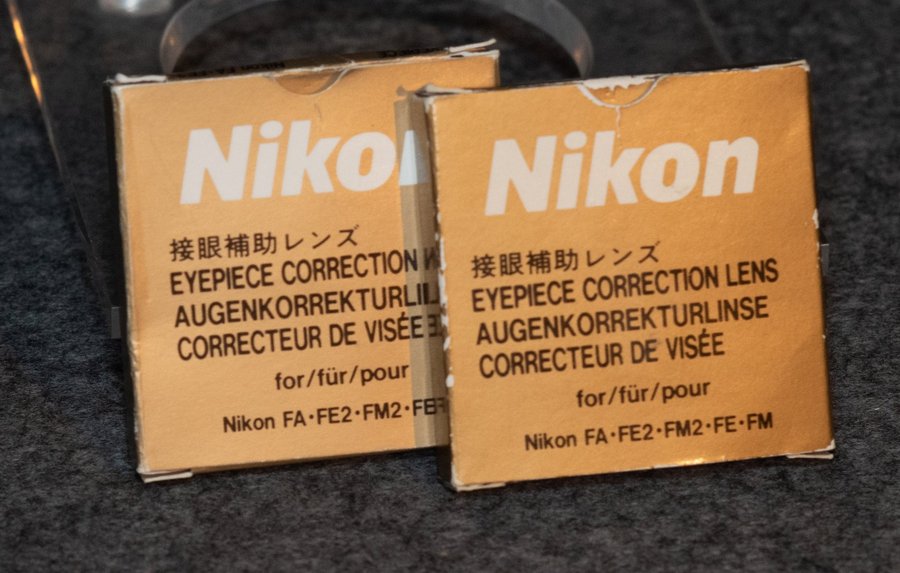 Nikon
接眼補助レンズ
EYEPIECE CORRECTION
AUGENKORREKTURLI
CORRECTEUR DE VISÉE
for/für/pour
Nikon FA·FE2·FM2·FE
Nikon
接眼補助レンズ
EYEPIECE CORRECTION LENS
AUGENKORREKTURLINSE
CORRECTEUR DE VISÉE
for/für/pour
Nikon FA·FE2·FM2·FE·FM